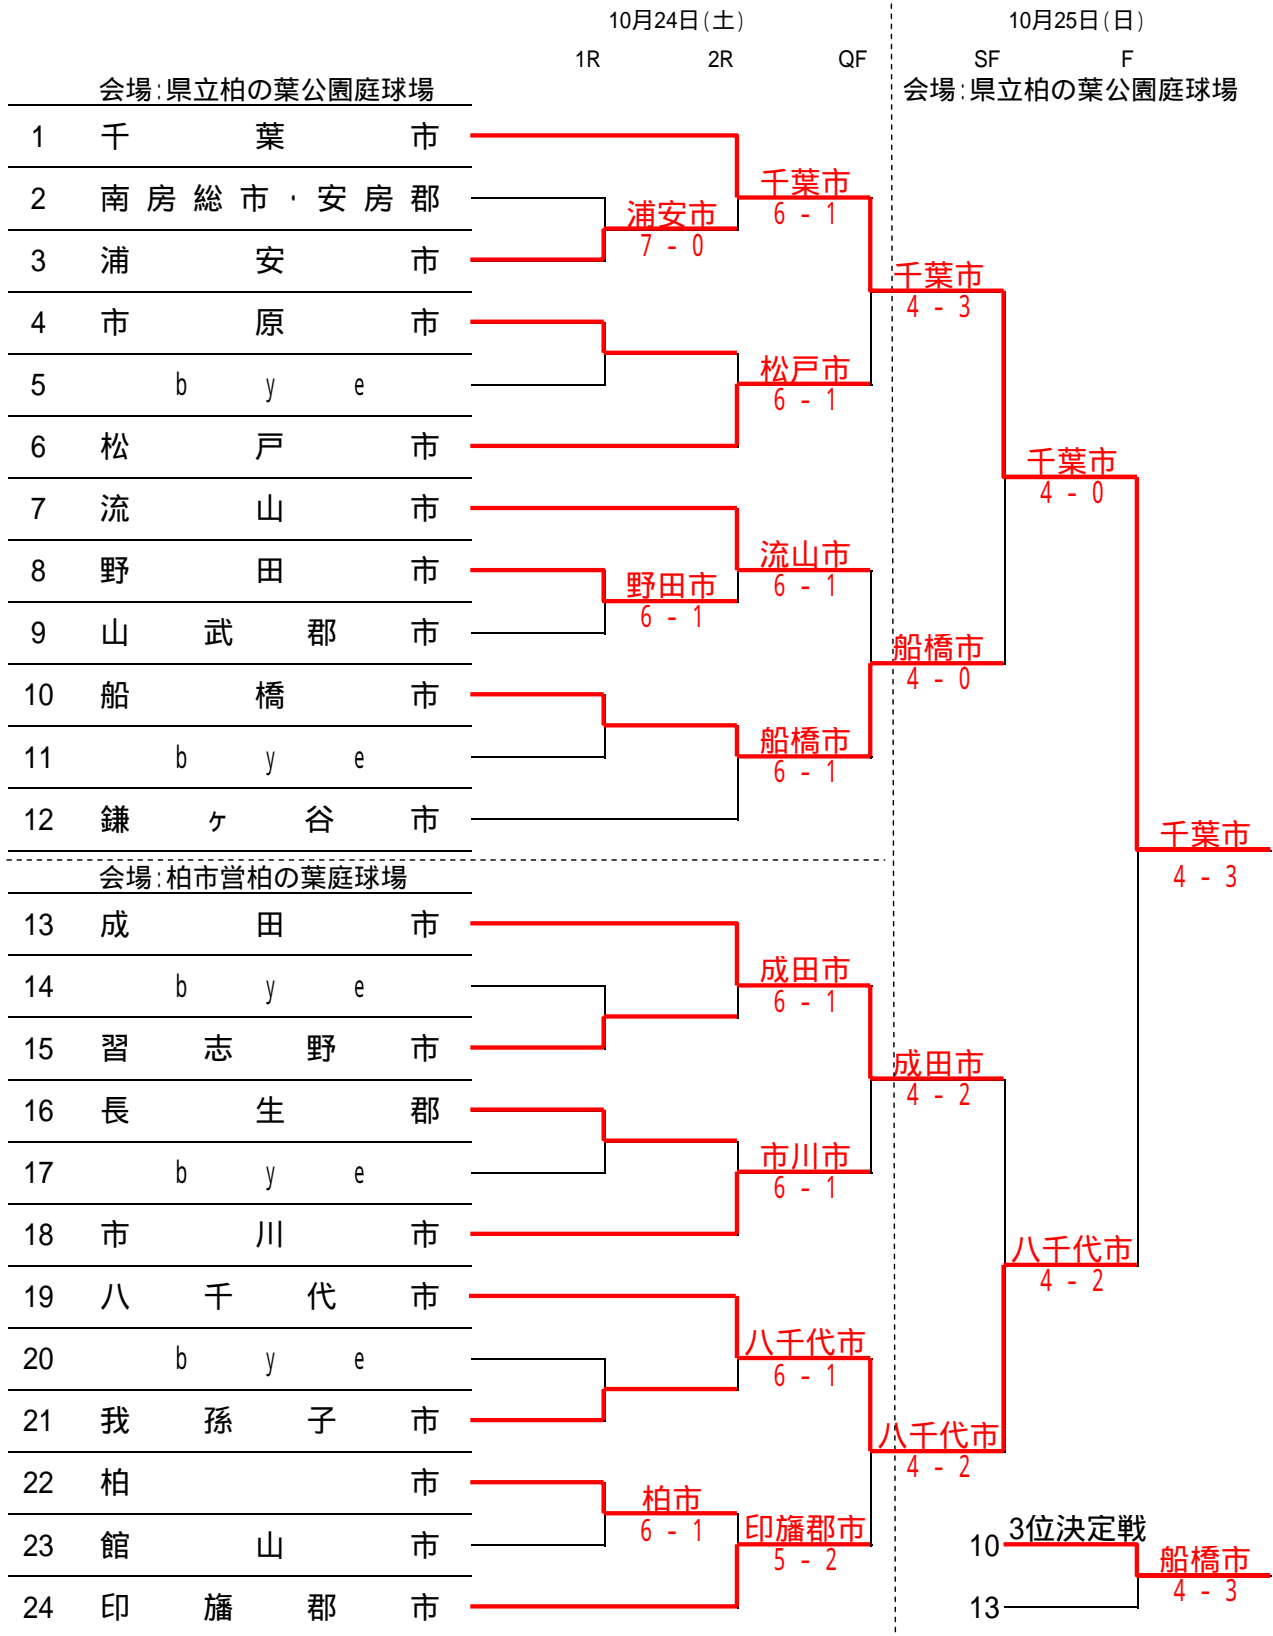 10月24日(土) 10月25日(日)
1R 2R QF SF F
会場:県立柏の葉公園庭球場 会場:県立柏の葉公園庭球場
1 千葉市
千葉市
2 南房総市・安房郡
6 - 1
浦安市
7 - 0
3 浦安市
千葉市
4 - 3
4 市原市
松戸市
5 bye
6 - 1
6 松戸市
千葉市
4 - 0
7 流山市
流山市
8 野田市
6 - 1
野田市
6 - 1
9 山武郡市
船橋市
4 - 0
10 船橋市
船橋市
11 bye
6 - 1
12 鎌ヶ谷市
千葉市
4 - 3
会場:柏市営柏の葉庭球場
13 成田市
成田市
14 bye
6 - 1
15 習志野市
成田市
4 - 2
16 長生郡
市川市
17 bye
6 - 1
18 市川市
八千代市
4 - 2
19 八千代市
八千代市
20 bye
6 - 1
21 我孫子市
八千代市
4 - 2
22 柏市
柏市
6 - 1
3位決定戦
印旛郡市
23 館山市
10
5 - 2
船橋市
4 - 3
24 印旛郡市
13